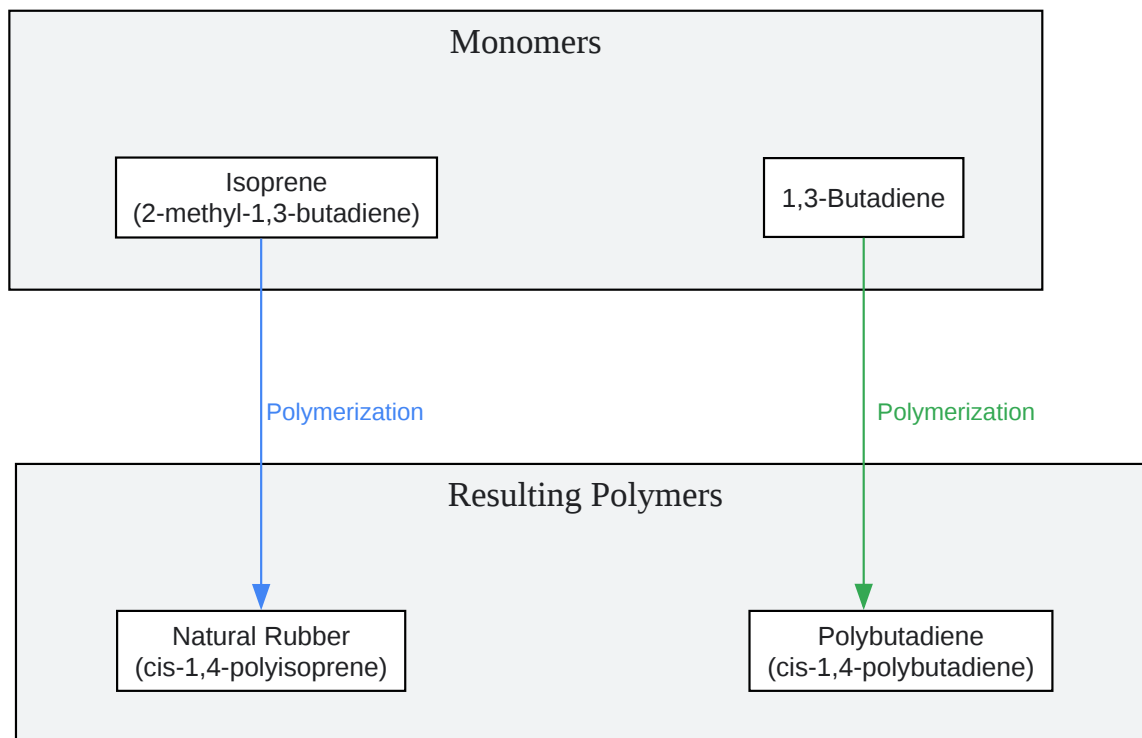 Monomers
Isoprene
(2-methyl-1,3-butadiene)
1,3-Butadiene
Polymerization
Polymerization
Resulting Polymers
Natural Rubber
(cis-1,4-polyisoprene)
Polybutadiene
(cis-1,4-polybutadiene)